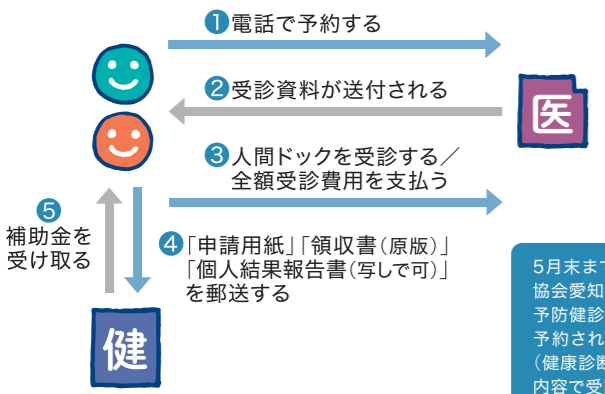 ❶電話で予約する
❷受診資料が送付される
医
❸人間ドックを受診する／
全額受診費用を支払う
❺
補助金を
受け取る
❹「申請用紙」「領収書（原版）」
「個人結果報告書（写しで可）」
を郵送する
健
5月末まで
協会愛知
予防健診
予約され
（健康診断
内容で受